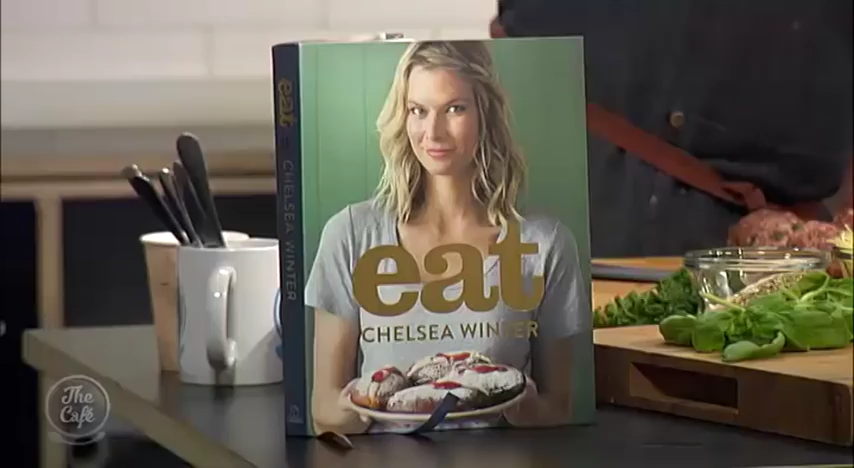 eat
CHELSEA WINTER
eat
CHELSEA WINTER
The
Café